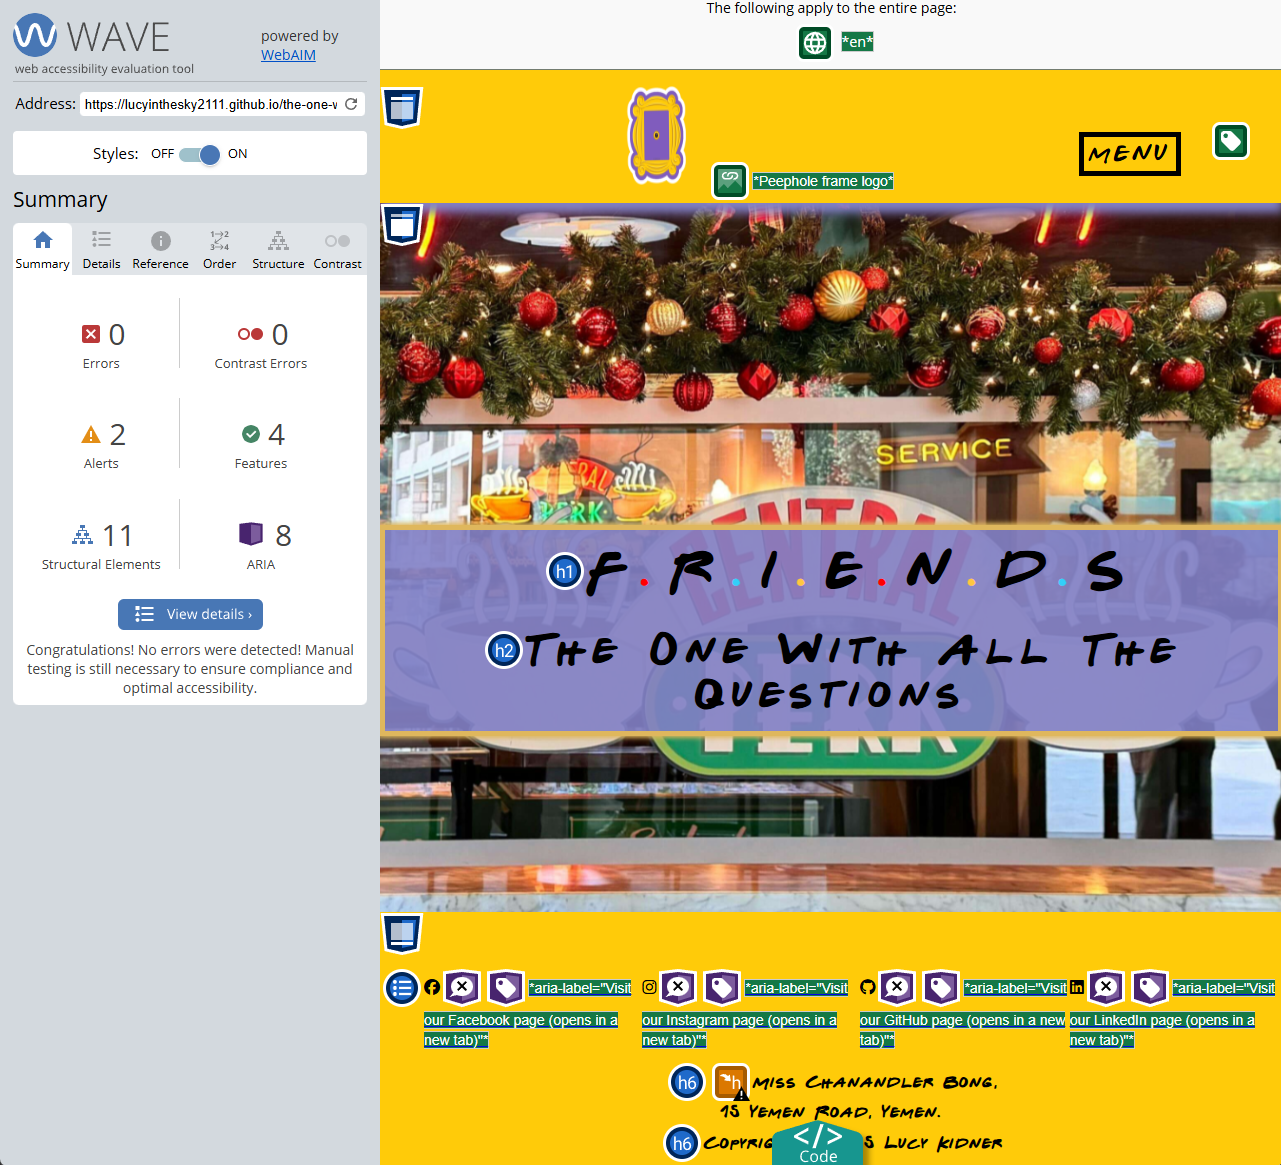 WAVE
web accessibility evaluation tool
powered by
WebAIM
Address: https://lucyinthesky2111.github.io/the-one-w
Styles: OFF ON
Summary
Summary Details Reference Order Structure Contrast
0 Errors
0 Contrast Errors
2 Alerts
4 Features
11 Structural Elements
8 ARIA
View details ›
Congratulations! No errors were detected! Manual
testing is still necessary to ensure compliance and
optimal accessibility.
The following apply to the entire page:
*en*
*Peephole frame logo*
MENU
SERVICE
CENTRAL
PERK
CENTRAL
PERK
h1 F.R.I.E.N.D.S
h2 The One With All The
Questions
*aria-label="Visit
our Facebook page (opens in a
new tab)"*
*aria-label="Visit
our Instagram page (opens in a
new tab)"*
*aria-label="Visit
our GitHub page (opens in a new
tab)"*
*aria-label="Visit
our LinkedIn page (opens in a
new tab)"*
h6 h Miss Chanandler Bong,
15 Yemen Road, Yemen.
h6 Lucy Kidner
</> Code